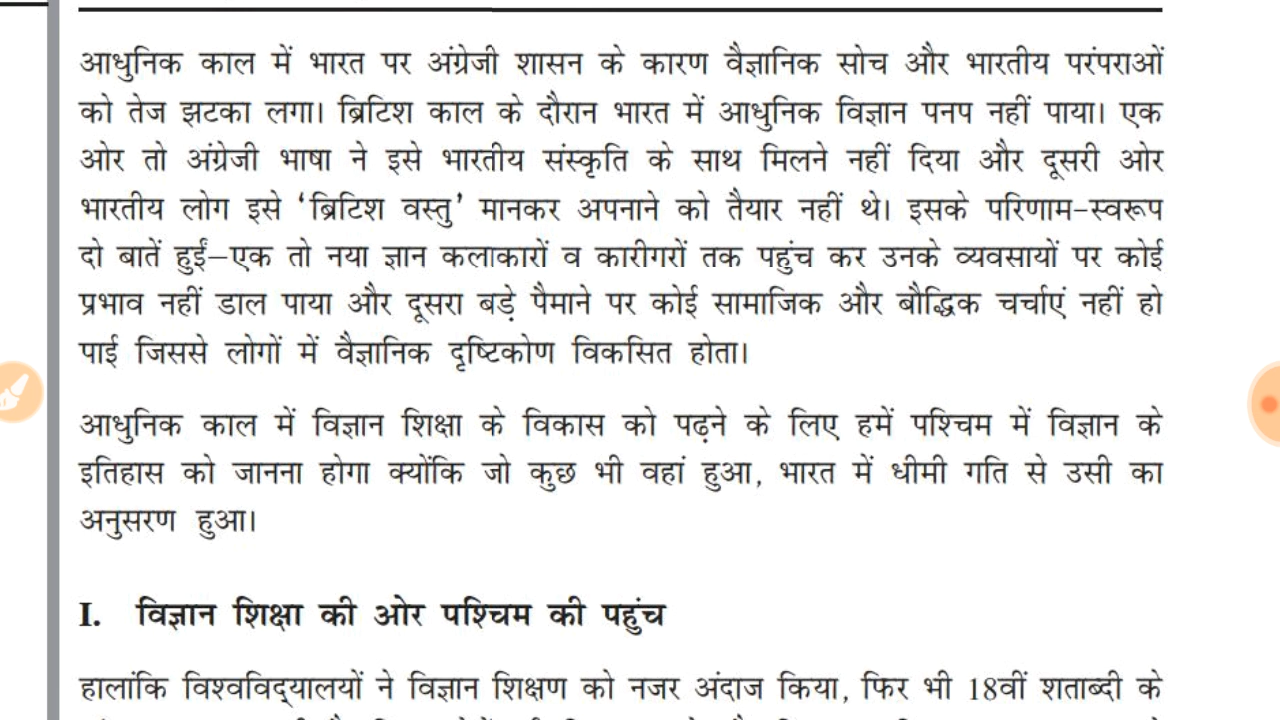 आधुनिक काल में भारत पर अंग्रेजी शासन के कारण वैज्ञानिक सोच और भारतीय परंपराओं
को तेज झटका लगा। ब्रिटिश काल के दौरान भारत में आधुनिक विज्ञान पनप नहीं पाया। एक
ओर तो अंग्रेजी भाषा ने इसे भारतीय संस्कृति के साथ मिलने नहीं दिया और दूसरी ओर
भारतीय लोग इसे ‘ब्रिटिश वस्तु’ मानकर अपनाने को तैयार नहीं थे। इसके परिणाम-स्वरूप
दो बातें हुईं–एक तो नया ज्ञान कलाकारों व कारीगरों तक पहुंच कर उनके व्यवसायों पर कोई
प्रभाव नहीं डाल पाया और दूसरा बड़े पैमाने पर कोई सामाजिक और बौद्धिक चर्चाएं नहीं हो
पाई जिससे लोगों में वैज्ञानिक दृष्टिकोण विकसित होता।
आधुनिक काल में विज्ञान शिक्षा के विकास को पढ़ने के लिए हमें पश्चिम में विज्ञान के
इतिहास को जानना होगा क्योंकि जो कुछ भी वहां हुआ, भारत में धीमी गति से उसी का
अनुसरण हुआ।
I. विज्ञान शिक्षा की ओर पश्चिम की पहुंच
हालांकि विश्वविद्यालयों ने विज्ञान शिक्षण को नजर अंदाज किया, फिर भी 18वीं शताब्दी के